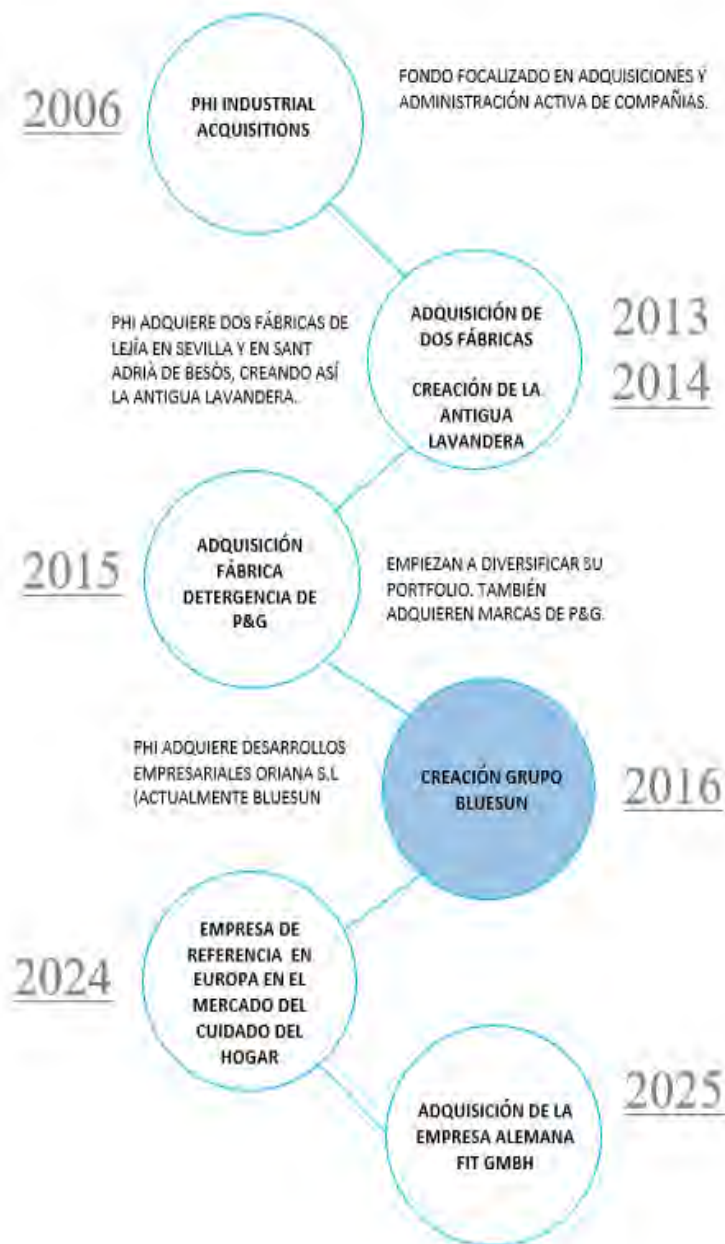 2006
PHI INDUSTRIAL
ACQUISITIONS
FONDO FOCALIZADO EN ADQUISICIONES Y
ADMINISTRACIÓN ACTIVA DE COMPAÑIAS.
PHI ADQUIERE DOS FÁBRICAS DE
LEJÍA EN SEVILLA Y EN SANT
ADRIÀ DE BESÒS, CREANDO ASÍ
LA ANTIGUA LAVANDERA.
ADQUISICIÓN DE
DOS FÁBRICAS
CREACIÓN DE LA
ANTIGUA
LAVANDERA
2013
2014
2015
ADQUISICIÓN
FÁBRICA
DETERGENCIA DE
P&G
EMPIEZAN A DIVERSIFICAR SU
PORTFOLIO. TAMBIÉN
ADQUIEREN MARCAS DE P&G.
PHI ADQUIERE DESARROLLOS
EMPRESARIALES ORIANA S.L
(ACTUALMENTE BLUESUN
CREACIÓN GRUPO
BLUESUN
2016
2024
EMPRESA DE
REFERENCIA EN
EUROPA EN EL
MERCADO DEL
CUIDADO DEL
HOGAR
ADQUISICIÓN DE LA
EMPRESA ALEMANA
FIT GMBH
2025